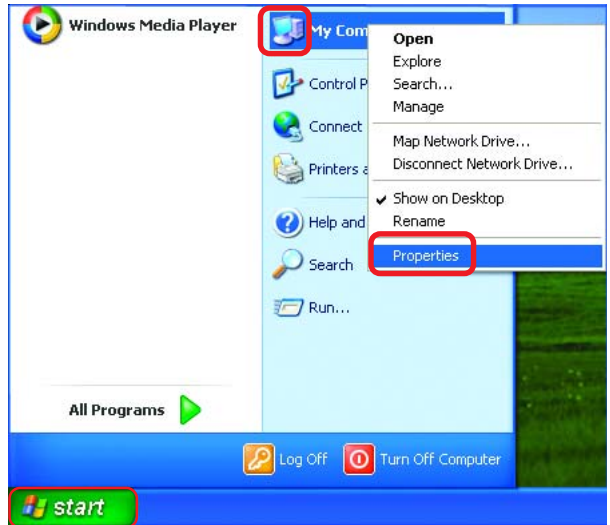 Windows Media Player
All Programs
My Com
Control P
Connect
Printers a
Help and
Search
Run...
Open
Explore
Search...
Manage
Map Network Drive...
Disconnect Network Drive...
Show on Desktop
Rename
Properties
Log Off
Turn Off Computer
start